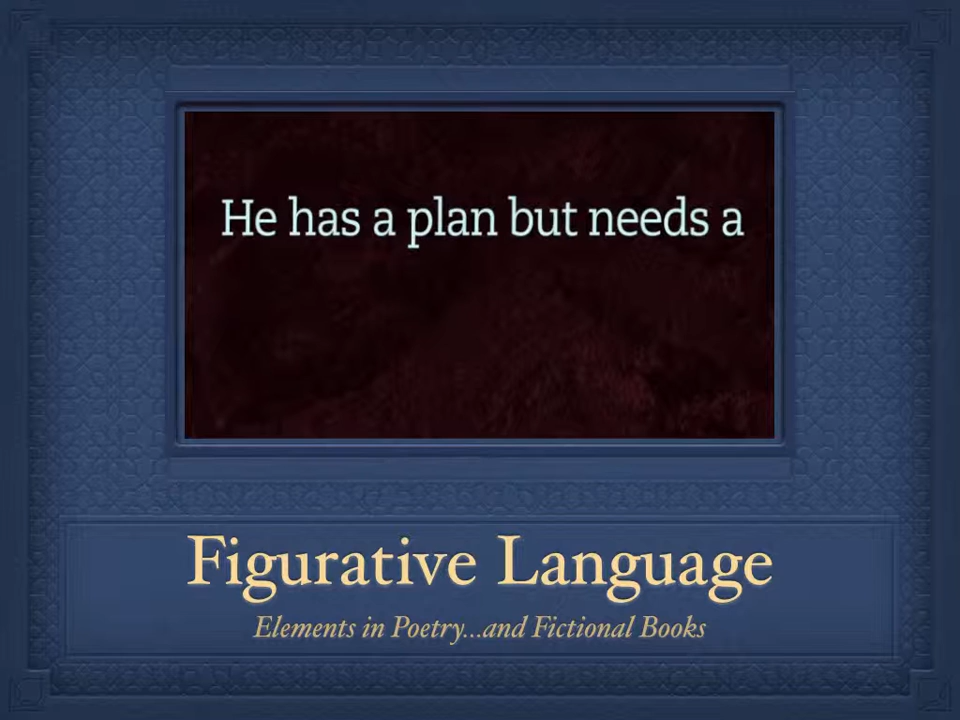 He has a plan but needs a
Figurative Language
Elements in Poetry...and Fictional Books